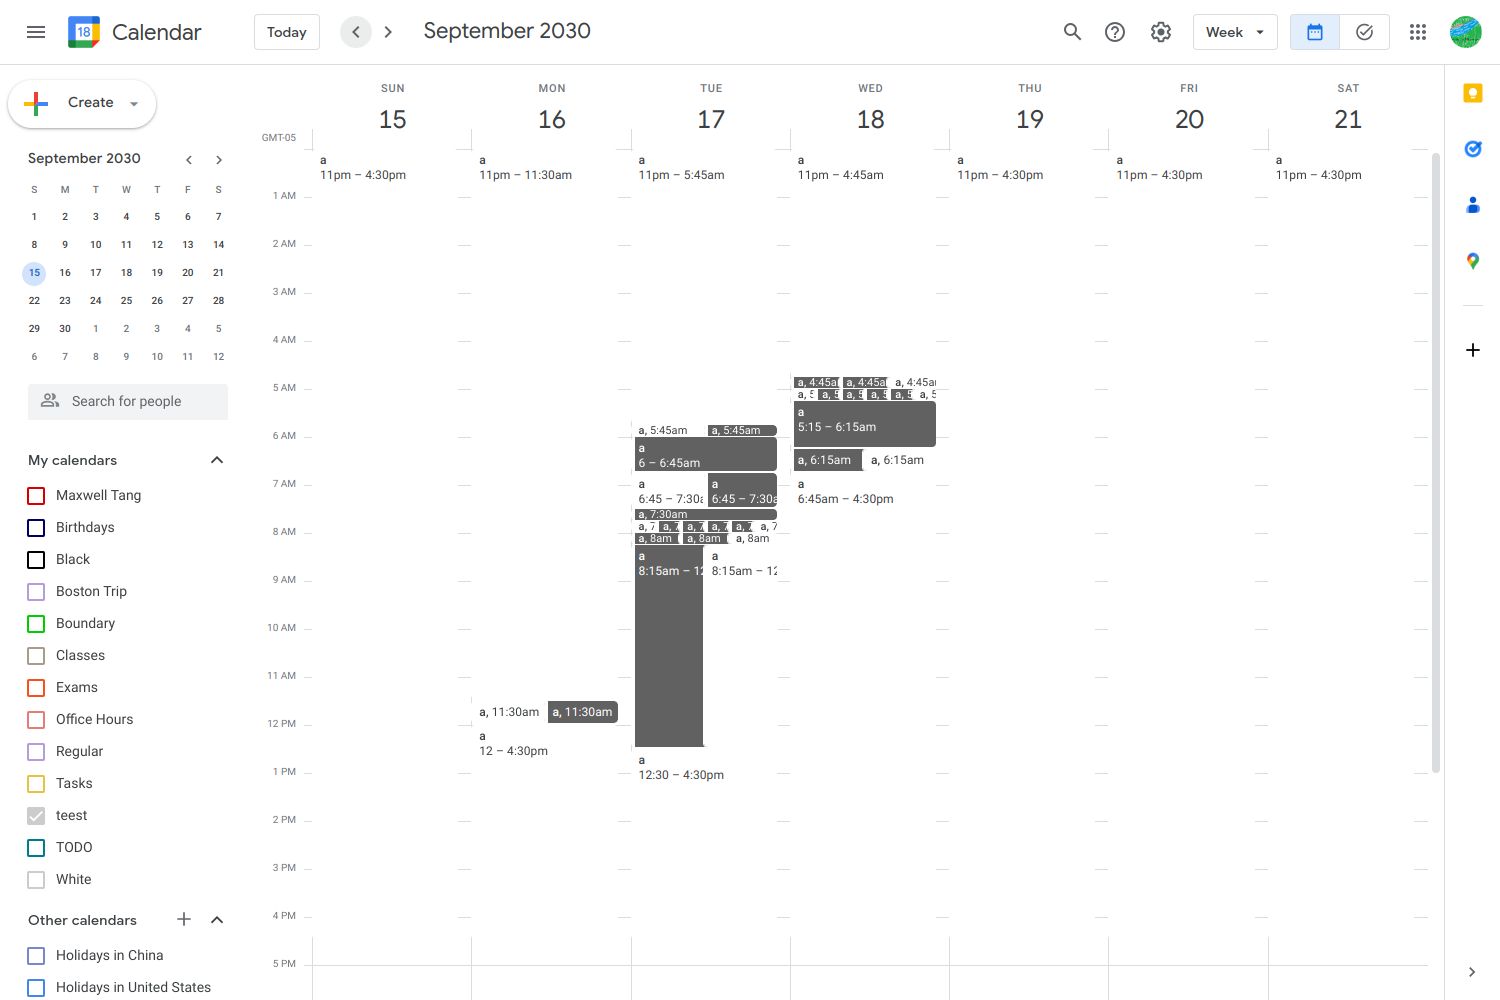 18 Calendar Today September 2030 Week
Create
September 2030
S M T W T F S
1 2 3 4 5 6 7
8 9 10 11 12 13 14
15 16 17 18 19 20 21
22 23 24 25 26 27 28
29 30 1 2 3 4 5
6 7 8 9 10 11 12
Search for people
My calendars
Maxwell Tang
Birthdays
Black
Boston Trip
Boundary
Classes
Exams
Office Hours
Regular
Tasks
teest
TODO
White
Other calendars
Holidays in China
Holidays in United States
SUN MON TUE WED THU FRI SAT
15 16 17 18 19 20 21
GMT-05
a a a a a a a
11pm – 4:30pm 11pm – 11:30am 11pm – 5:45am 11pm – 4:45am 11pm – 4:30pm 11pm – 4:30pm 11pm – 4:30pm
1 AM
2 AM
3 AM
4 AM
a, 4:45a a, 4:45a a, 4:45a
5 AM
a, 5 a, 5 a, 5 a, 5 a, 5 a, 5
a
5:15 – 6:15am
a, 5:45am a, 5:45am
6 AM
a
6 – 6:45am
a, 6:15am a, 6:15am
7 AM
a a
6:45 – 7:30a 6:45 – 7:30a
a
6:45am – 4:30pm
a, 7:30am
8 AM
a, 7 a, 7 a, 7 a, 7 a, 7 a, 7
a, 8am a, 8am a, 8am
a a
8:15am – 12 8:15am – 12
9 AM
10 AM
11 AM
a, 11:30am a, 11:30am
12 PM
a
12 – 4:30pm
a
12:30 – 4:30pm
1 PM
2 PM
3 PM
4 PM
5 PM